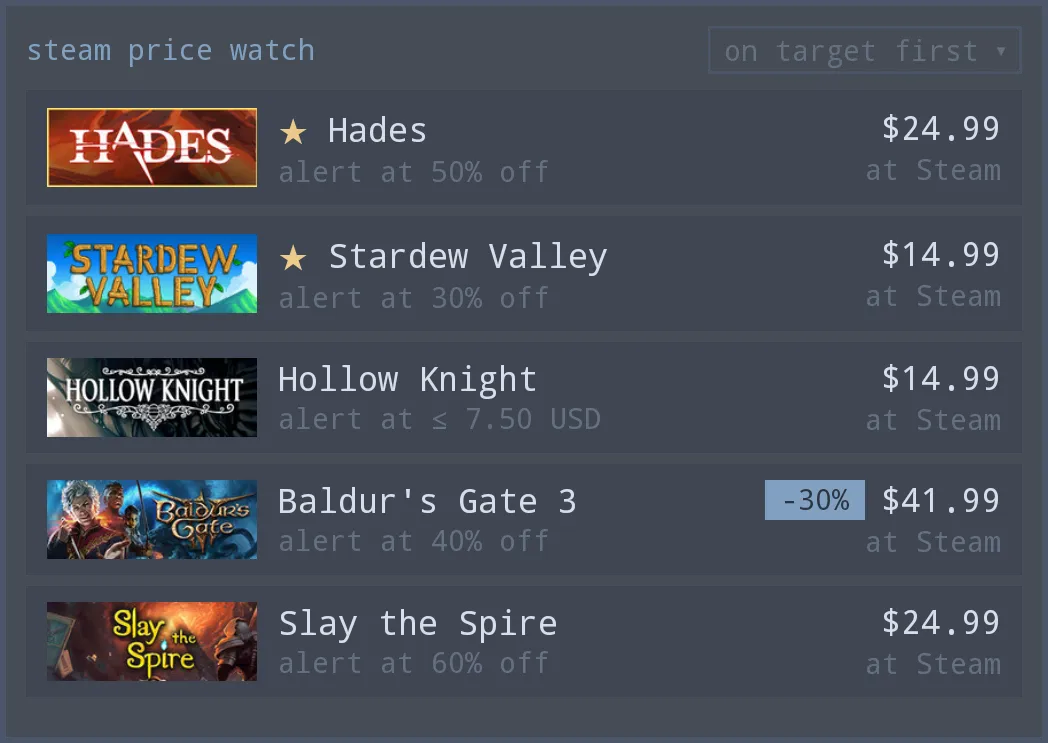 steam price watch
on target first ▾
HADES
★ Hades
$24.99
alert at 50% off
at Steam
STARDEW
VALLEY
★ Stardew Valley
$14.99
alert at 30% off
at Steam
HOLLOW KNIGHT
Hollow Knight
$14.99
alert at ≤ 7.50 USD
at Steam
Baldur's
Gate
Baldur's Gate 3
-30%
$41.99
alert at 40% off
at Steam
Slay the
Spire
Slay the Spire
$24.99
alert at 60% off
at Steam